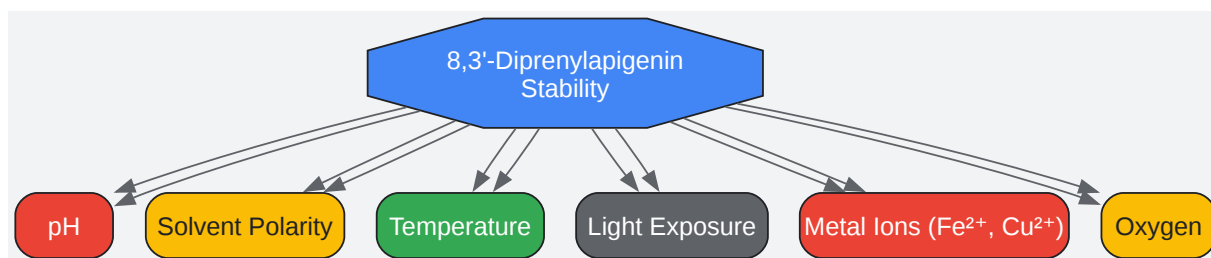 8,3'-Diprenylapigenin
Stability
pH
Solvent Polarity
Temperature
Light Exposure
Metal Ions (Fe²⁺, Cu²⁺)
Oxygen